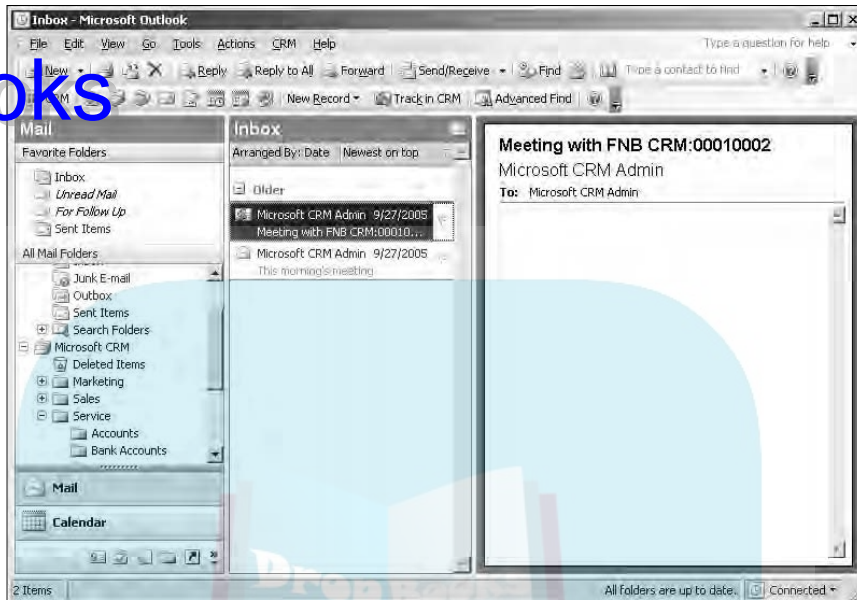 Inbox - Microsoft Outlook
File Edit View Go Tools Actions CRM Help
Type a question for help
New Reply Reply to All Forward Send/Receive Find Type a contact to find
oks
New Record Track in CRM Advanced Find
Mail
Favorite Folders
Inbox
Unread Mail
For Follow Up
Sent Items
All Mail Folders
Junk E-mail
Outbox
Sent Items
Search Folders
Microsoft CRM
Deleted Items
Marketing
Sales
Service
Accounts
Bank Accounts
Mail
Calendar
Inbox
Arranged By: Date Newest on top
Older
Microsoft CRM Admin 9/27/2005
Meeting with FNB CRM:00010...
Microsoft CRM Admin 9/27/2005
This morning's meeting
Meeting with FNB CRM:00010002
Microsoft CRM Admin
To: Microsoft CRM Admin
Drop Books
2 Items
All folders are up to date. Connected